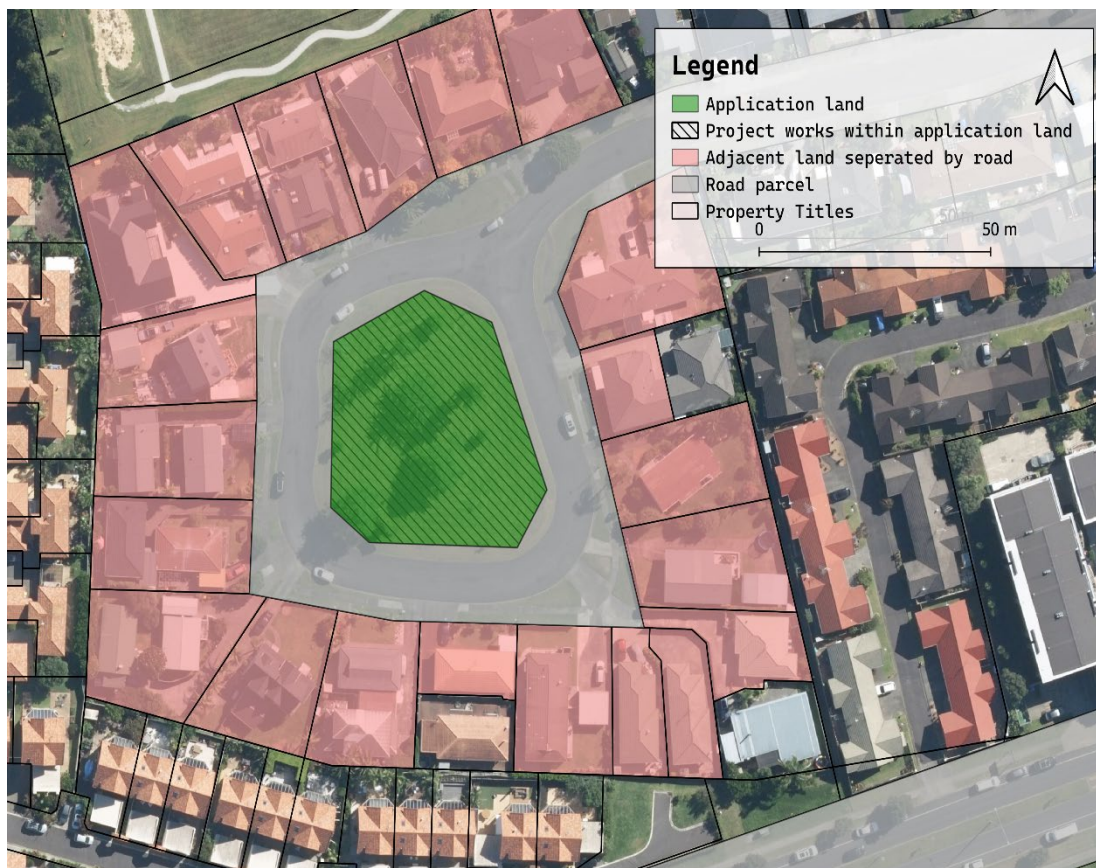 Legend
Application land
Project works within application land
Adjacent land seperated by road
Road parcel
Property Titles
50 m
0 50 m